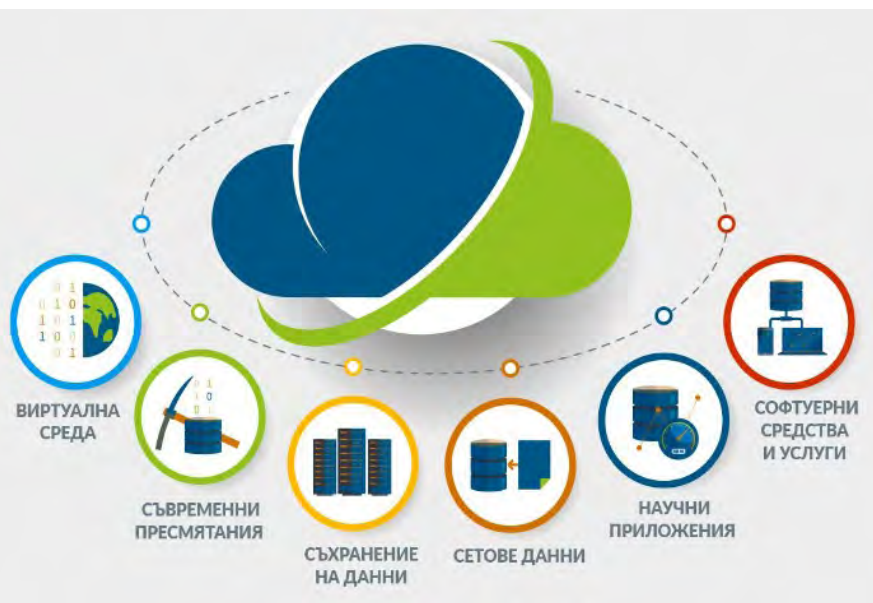 ВИРТУАЛНА
СРЕДА
СЪВРЕМЕННИ
ПРЕСМЯТАНИЯ
СЪХРАНЕНИЕ
НА ДАННИ
СЕТОВЕ ДАННИ
НАУЧНИ
ПРИЛОЖЕНИЯ
СОФТУЕРНИ
СРЕДСТВА
И УСЛУГИ